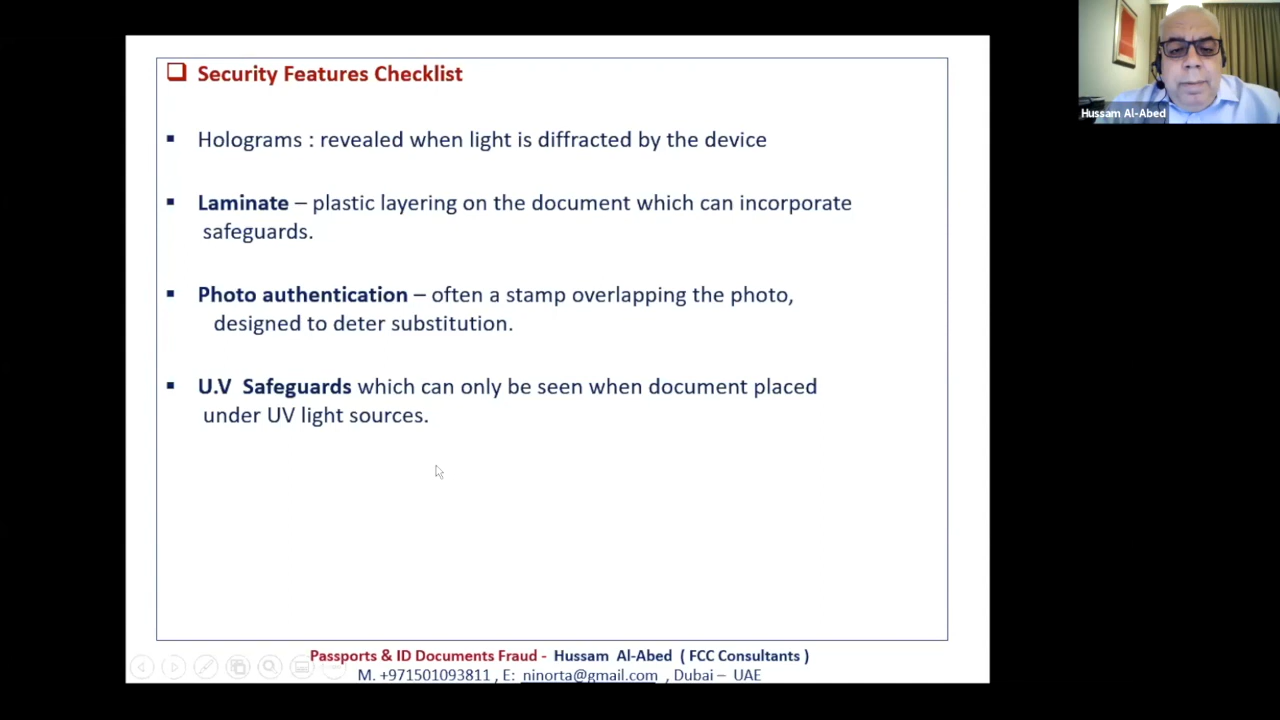 Security Features Checklist
Holograms : revealed when light is diffracted by the device
Laminate – plastic layering on the document which can incorporate
safeguards.
Photo authentication – often a stamp overlapping the photo,
designed to deter substitution.
U.V Safeguards which can only be seen when document placed
under UV light sources.
Passports & ID Documents Fraud - Hussam Al-Abed ( FCC Consultants )
M. +971501093811 , E: ninorta@gmail.com , Dubai – UAE
Hussam Al-Abed